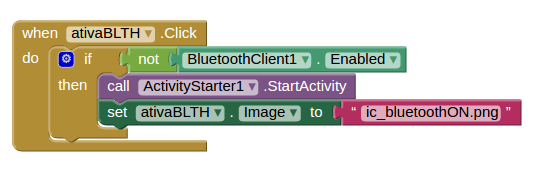 when ativaBLTH .Click
do if not BluetoothClient1 . Enabled
then call ActivityStarter1 .StartActivity
set ativaBLTH . Image to “ ic_bluetoothON.png ”